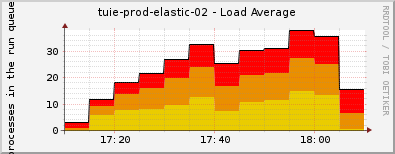 tuie-prod-elastic-02 - Load Average
processes in the run queue
30
20
10
0
17:20 17:40 18:00
RRDTOOL / TOBI OETIKER